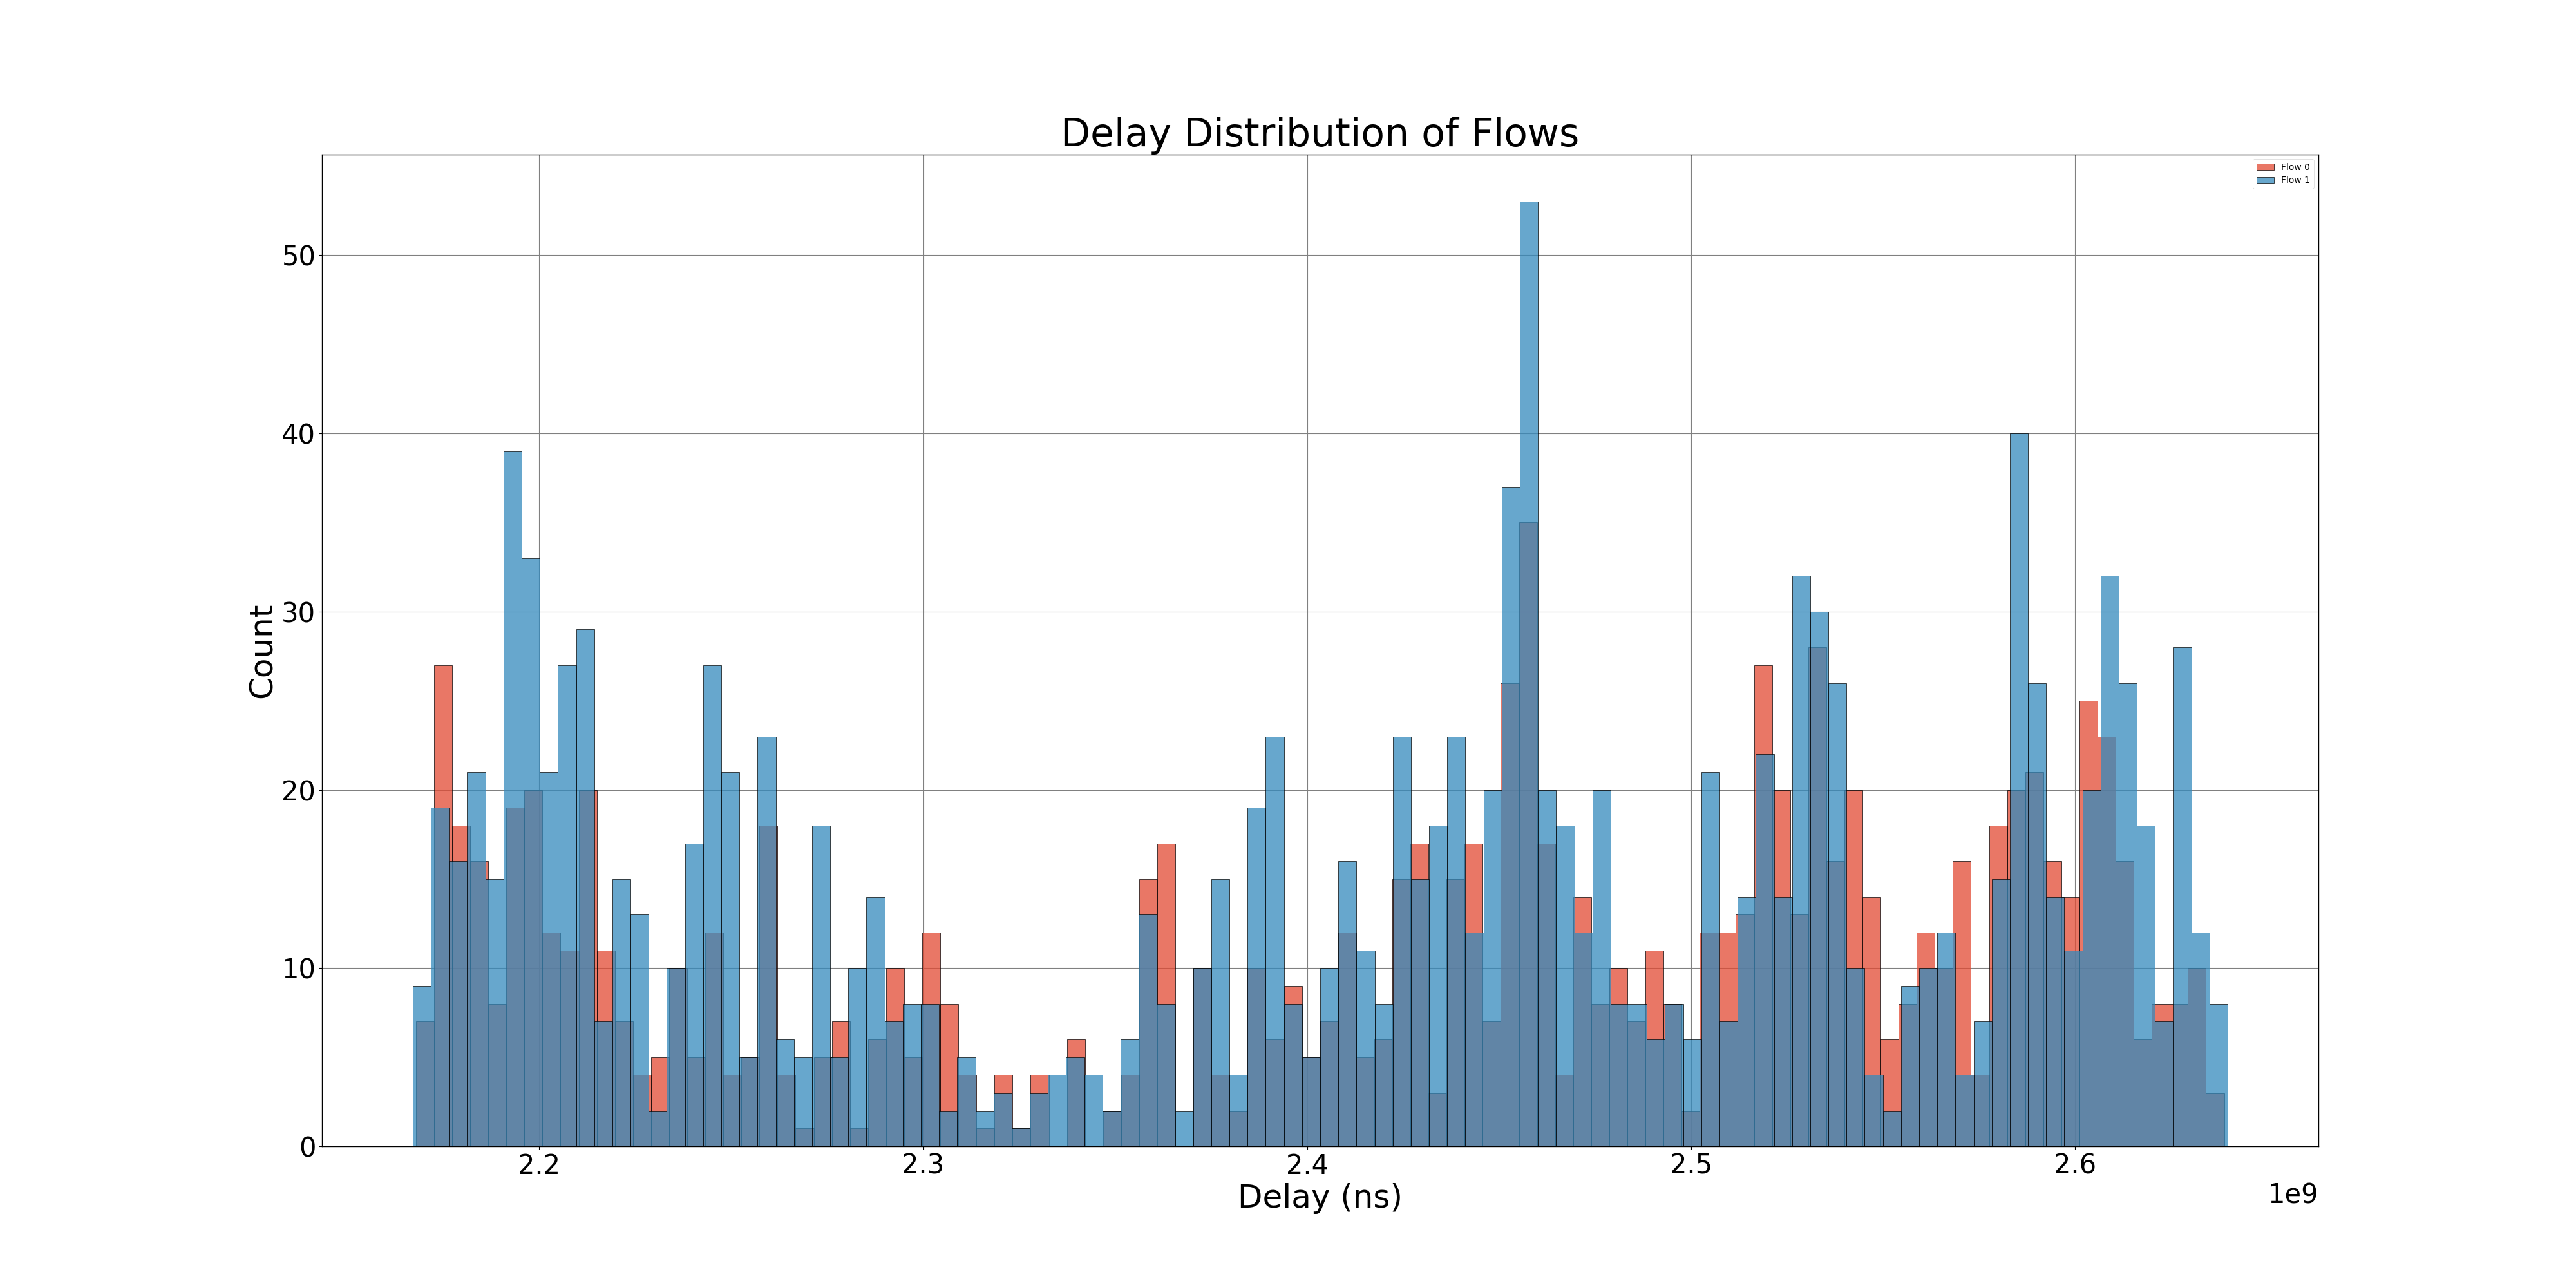 Delay Distribution of Flows
Flow 0
Flow 1
Count
50
40
30
20
10
0
2.2 2.3 2.4 2.5 2.6
Delay (ns)
1e9